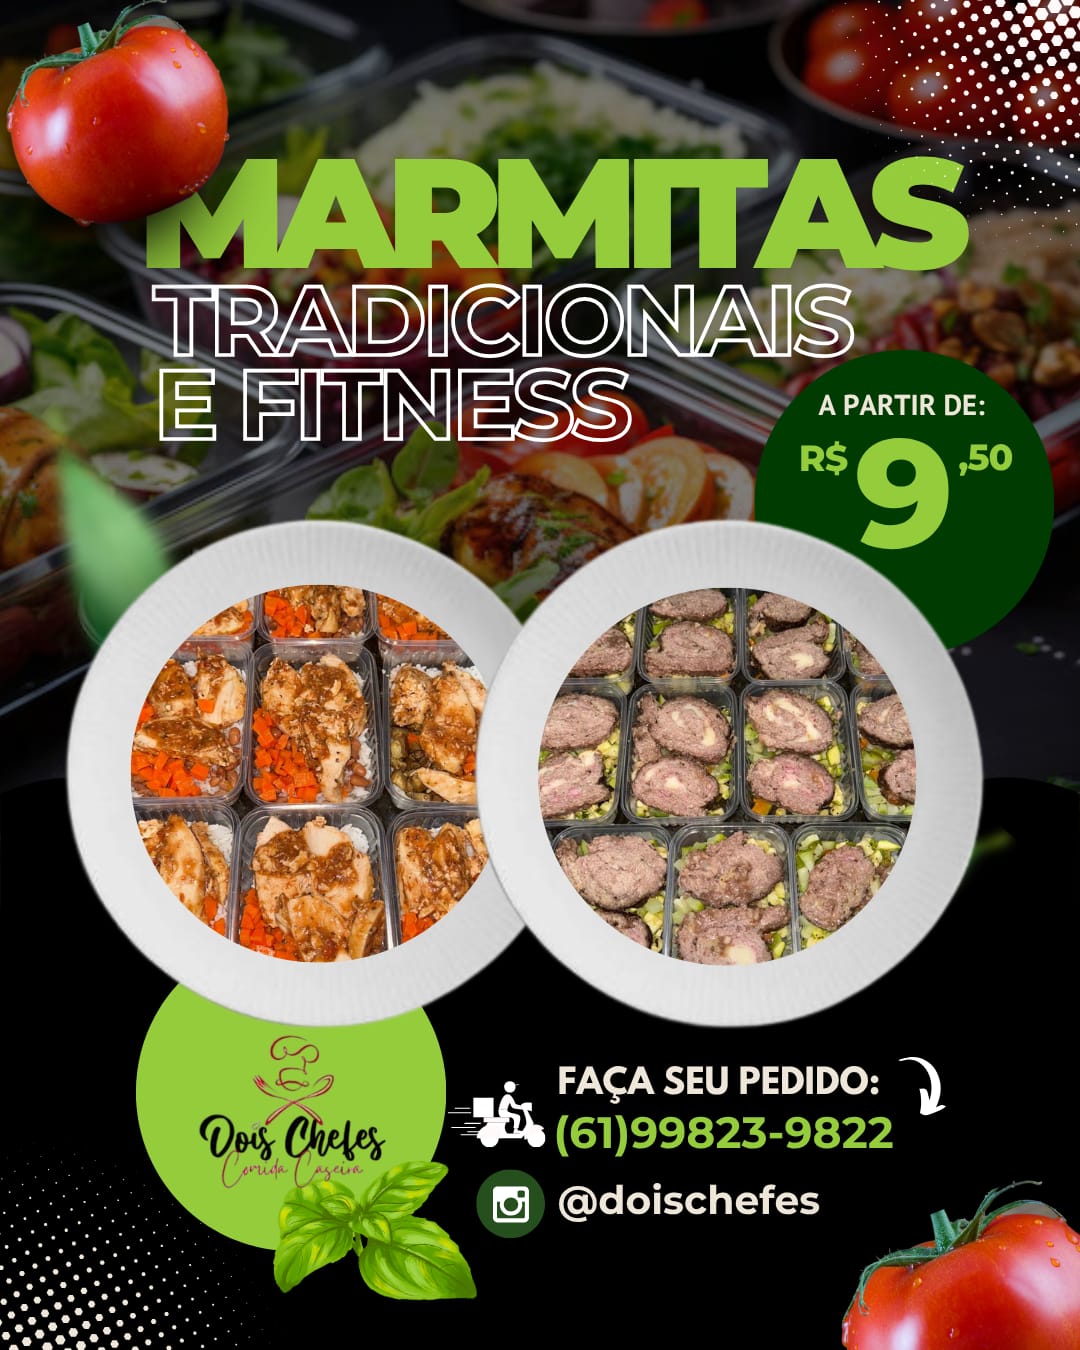 MARMITAS
TRADICIONAIS
E FITNESS
A PARTIR DE:
R$ 9,50
Dois Chefes
Comida Caseira
FAÇA SEU PEDIDO:
(61)99823-9822
@doischefes